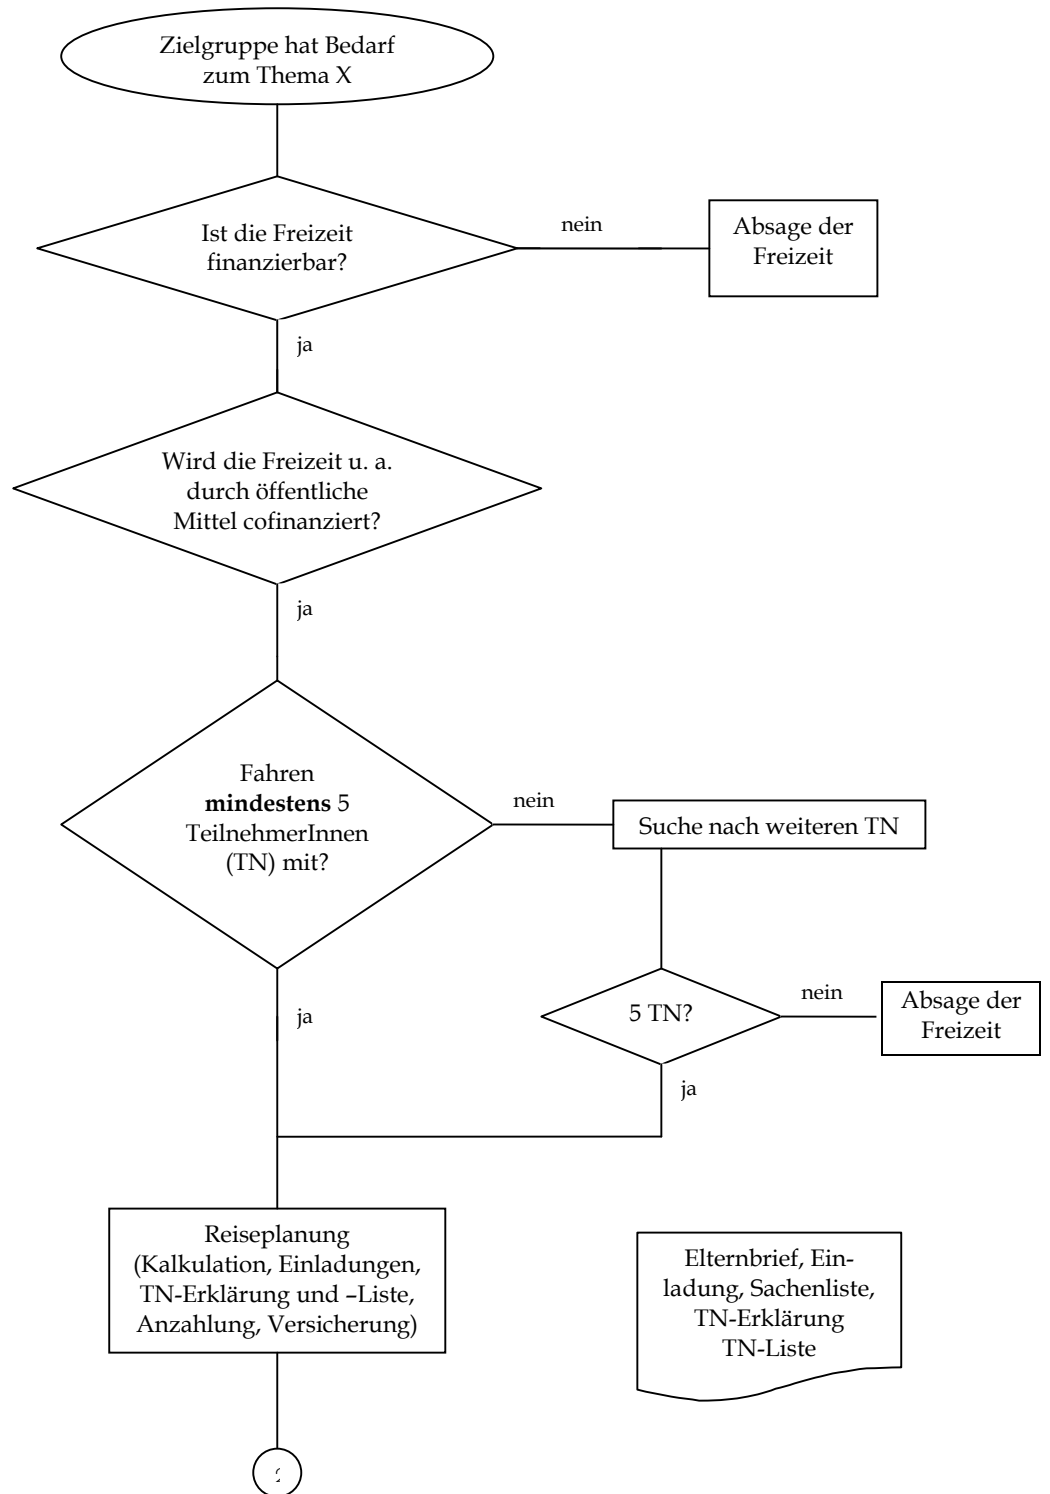 Zielgruppe hat Bedarf
zum Thema X
Ist die Freizeit
finanzierbar?
nein
Absage der
Freizeit
ja
Wird die Freizeit u. a.
durch öffentliche
Mittel cofinanziert?
ja
Fahren
mindestens 5
TeilnehmerInnen
(TN) mit?
nein
Suche nach weiteren TN
5 TN?
nein
Absage der
Freizeit
ja
ja
Reiseplanung
(Kalkulation, Einladungen,
TN-Erklärung und –Liste,
Anzahlung, Versicherung)
Elternbrief, Ein-
ladung, Sachenliste,
TN-Erklärung
TN-Liste